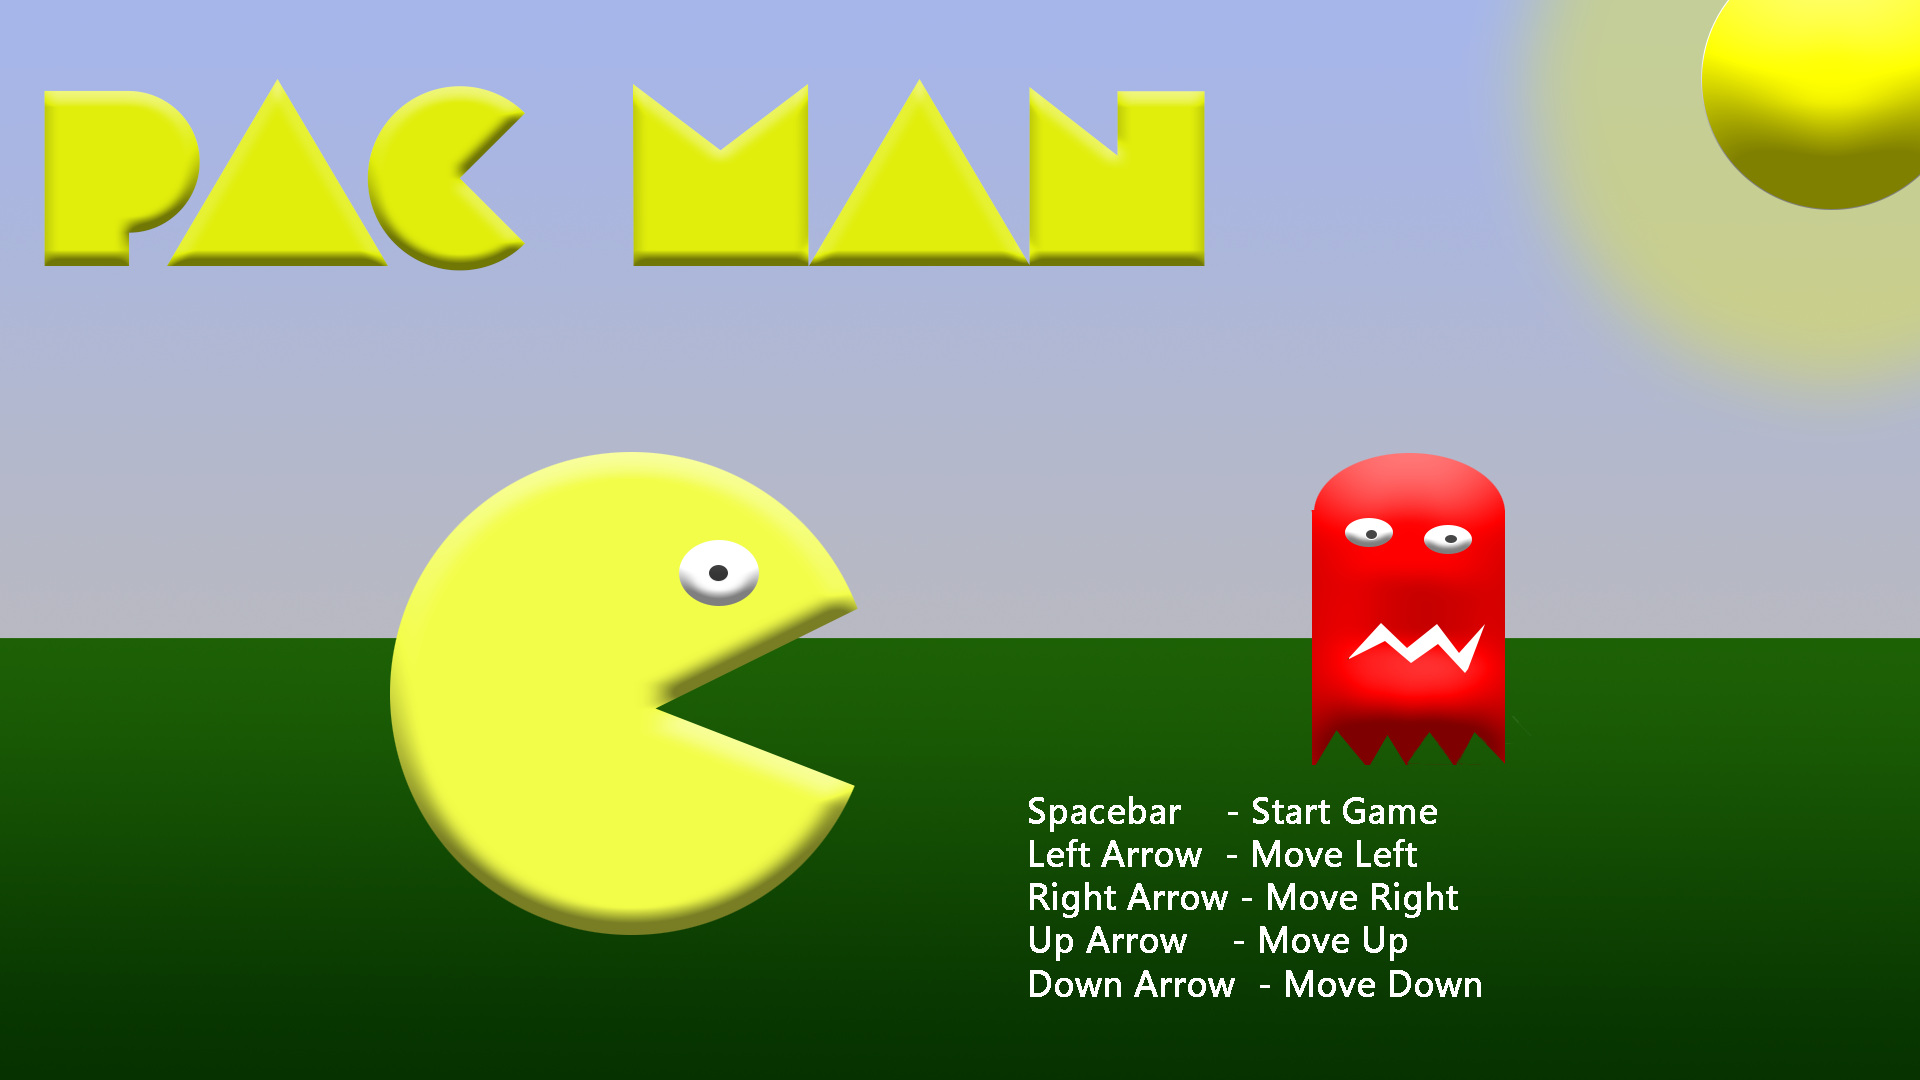 PAC MAN
Spacebar - Start Game
Left Arrow - Move Left
Right Arrow - Move Right
Up Arrow - Move Up
Down Arrow - Move Down